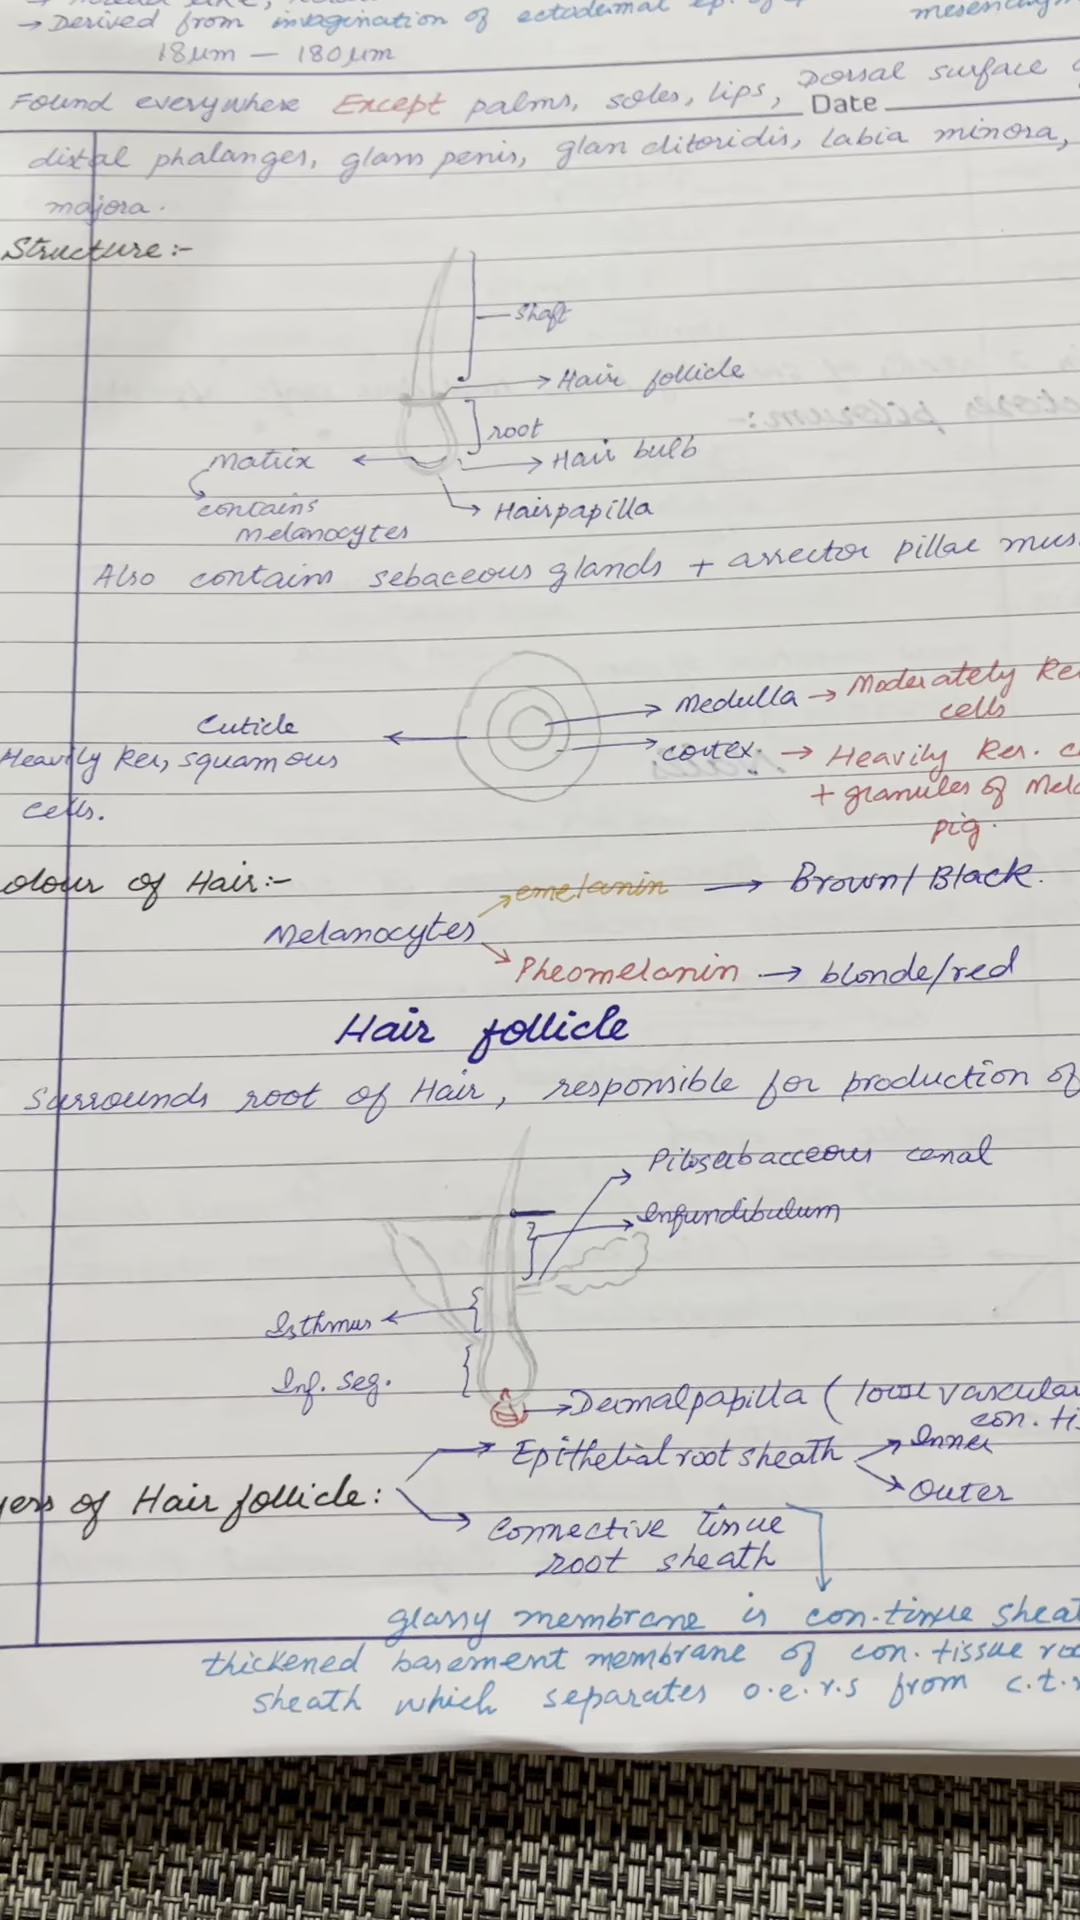 → Derived from invagination of ectodermal ep.
18μm — 180μm
Found everywhere Except palms, soles, lips, Dorsal surface
Date
distal phalanges, glans penis, glan clitoridis, labia minora,
majora.
Structure:-
shaft
Hair follicle
root
Matrix
Hair bulb
contains
melanocytes
Hairpapilla
Also contains sebaceous glands + arrector pillae mus
Medulla → Moderately Ker
cells
Cuticle
Heavily Ker, squamous
cells.
cortex. → Heavily Ker. c
+ granules of Mela
pig.
olour of Hair:-
emelanin → Brown/Black.
Melanocytes
Pheomelanin → blonde/red
Hair follicle
Surrounds root of Hair, responsible for production of
Pilosebacceous canal
Infundibulum
Isthmus
Inf. seg.
Dermalpapilla (loose vascula
con. ti
Epithelial root sheath
Inner
Outer
yers of Hair follicle:
Connective tissue
root sheath
glassy membrane is con.tissue sheat
thickened basement membrane of con. tissue roo
sheath which separates o.e.r.s from c.t.r